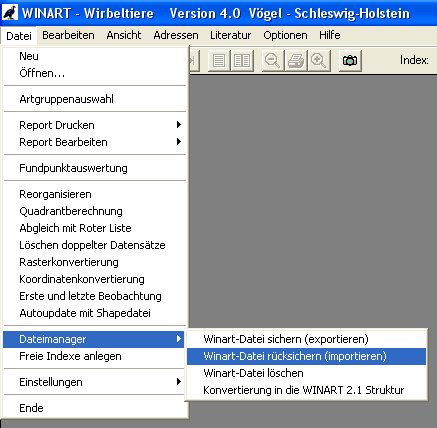 WINART - Wirbeltiere Version 4.0 Vögel - Schleswig-Holstein
Datei Bearbeiten Ansicht Adressen Literatur Optionen Hilfe
Index:
Neu
Öffnen...
Artgruppenauswahl
Report Drucken
Report Bearbeiten
Fundpunktauswertung
Reorganisieren
Quadrantberechnung
Abgleich mit Roter Liste
Löschen doppelter Datensätze
Rasterkonvertierung
Koordinatenkonvertierung
Erste und letzte Beobachtung
Autoupdate mit Shapedatei
Dateimanager
Freie Indexe anlegen
Einstellungen
Ende
Winart-Datei sichern (exportieren)
Winart-Datei rücksichern (importieren)
Winart-Datei löschen
Konvertierung in die WINART 2.1 Struktur